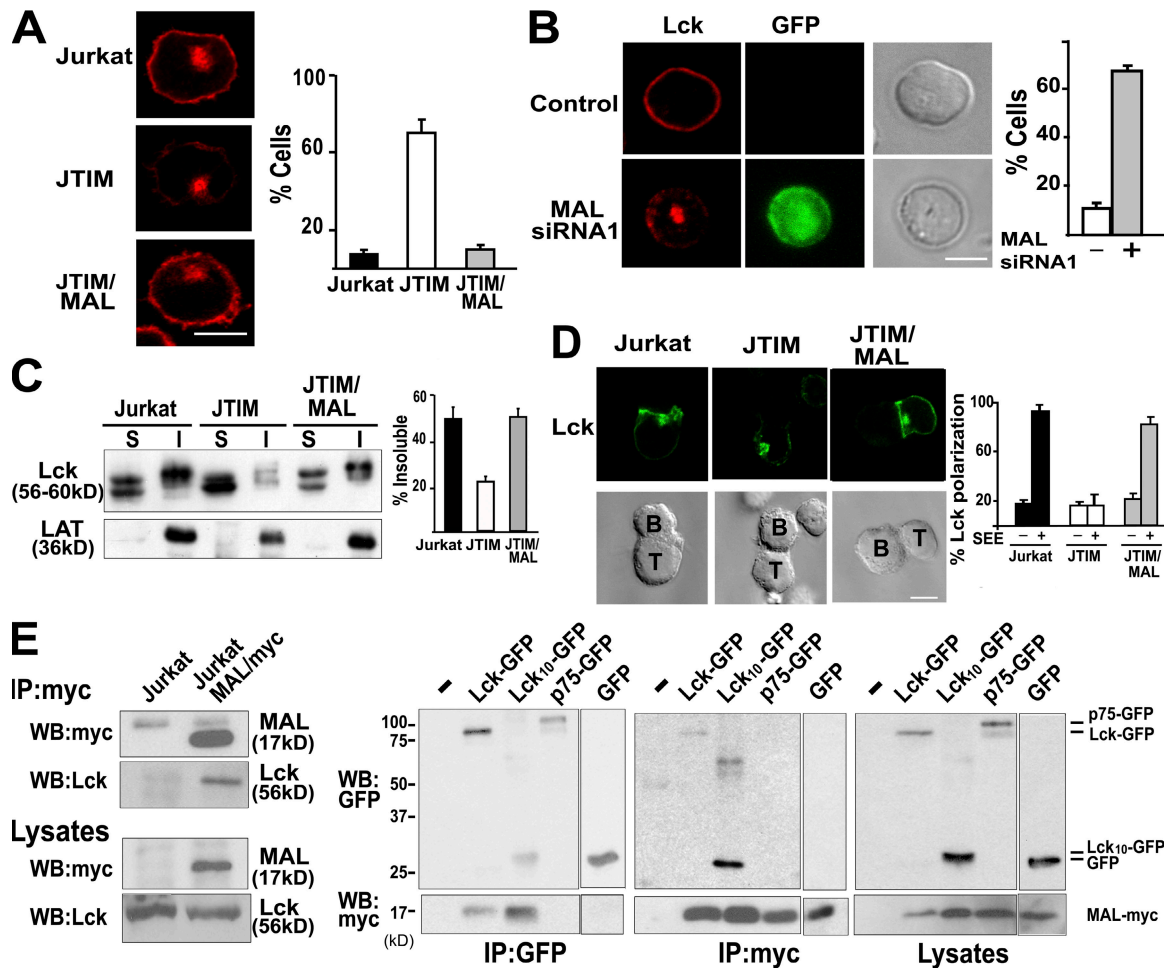 A
Jurkat
JTIM
JTIM/
MAL
% Cells
100
60
20
Jurkat JTIM JTIM/
MAL
B
Lck GFP
Control
MAL
siRNA1
% Cells
60
40
20
MAL
siRNA1
– +
C
Jurkat JTIM JTIM/
MAL
S I S I S I
Lck
(56-60kD)
LAT
(36kD)
% Insoluble
60
40
20
Jurkat JTIM JTIM/
MAL
D
Jurkat JTIM JTIM/
MAL
Lck
B B B
T T T
% Lck polarization
100
60
20
SEE – + – + – +
Jurkat JTIM JTIM/
MAL
E
Jurkat Jurkat
MAL/myc
IP:myc
WB:myc MAL
(17kD)
WB:Lck Lck
(56kD)
Lysates
WB:myc MAL
(17kD)
WB:Lck Lck
(56kD)
– Lck-GFP Lck10-GFP p75-GFP GFP
– Lck-GFP Lck10-GFP p75-GFP GFP
– Lck-GFP Lck10-GFP p75-GFP GFP
WB:
GFP
100
75
50
37
25
WB:
myc
17
(kD)
p75-GFP
Lck-GFP
Lck10-GFP
GFP
MAL-myc
IP:GFP IP:myc Lysates